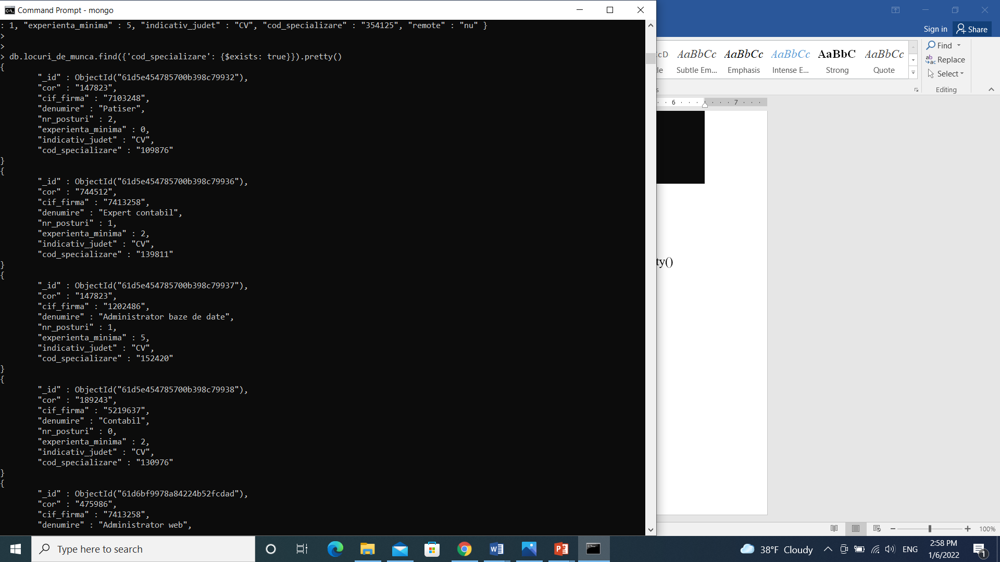 Command Prompt - mongo
: 1, "experienta_minima" : 5, "indicativ_judet" : "CV", "cod_specializare" : "354125", "remote" : "nu" }
>
>
> db.locuri_de_munca.find({'cod_specializare': {$exists: true}}).pretty()
{
"_id" : ObjectId("61d5e454785700b398c79932"),
"cor" : "147823",
"cif_firma" : "7103248",
"denumire" : "Patiser",
"nr_posturi" : 2,
"experienta_minima" : 0,
"indicativ_judet" : "CV",
"cod_specializare" : "109876"
}
{
"_id" : ObjectId("61d5e454785700b398c79936"),
"cor" : "744512",
"cif_firma" : "7413258",
"denumire" : "Expert contabil",
"nr_posturi" : 1,
"experienta_minima" : 2,
"indicativ_judet" : "CV",
"cod_specializare" : "139811"
}
{
"_id" : ObjectId("61d5e454785700b398c79937"),
"cor" : "147823",
"cif_firma" : "1202486",
"denumire" : "Administrator baze de date",
"nr_posturi" : 1,
"experienta_minima" : 5,
"indicativ_judet" : "CV",
"cod_specializare" : "152420"
}
{
"_id" : ObjectId("61d5e454785700b398c79938"),
"cor" : "189243",
"cif_firma" : "5219637",
"denumire" : "Contabil",
"nr_posturi" : 0,
"experienta_minima" : 2,
"indicativ_judet" : "CV",
"cod_specializare" : "130976"
}
{
"_id" : ObjectId("61d6bf9978a84224b52fcdad"),
"cor" : "475986",
"cif_firma" : "7413258",
"denumire" : "Administrator web",
Sign in Share
CcD AaBbCc AaBbCc AaBbCc AaBbC AaBbCc
le Subtle Em... Emphasis Intense E... Strong Quote
Find
Replace
Select
s Editing
6 7
ty()
100%
Type here to search
38°F Cloudy ENG
2:58 PM
1/6/2022
1